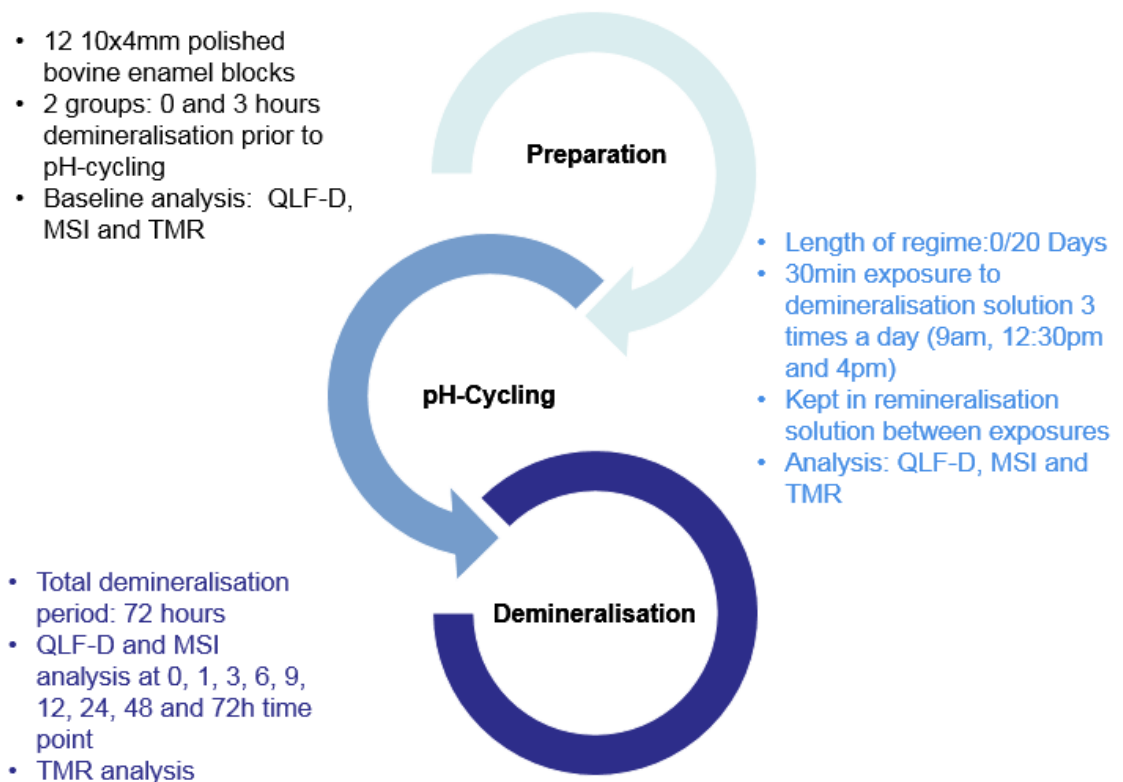 • 12 10x4mm polished
bovine enamel blocks
• 2 groups: 0 and 3 hours
demineralisation prior to
pH-cycling
• Baseline analysis:  QLF-D,
MSI and TMR
Preparation
• Length of regime:0/20 Days
• 30min exposure to
demineralisation solution 3
times a day (9am, 12:30pm
and 4pm)
• Kept in remineralisation
solution between exposures
• Analysis: QLF-D, MSI and
TMR
pH-Cycling
• Total demineralisation
period: 72 hours
• QLF-D and MSI
analysis at 0, 1, 3, 6, 9,
12, 24, 48 and 72h time
point
• TMR analysis
Demineralisation